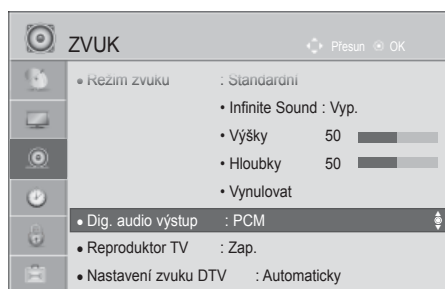 ZVUK
Přesun ⊙ OK
• Režim zvuku : Standardní
• Infinite Sound : Vyp.
• Výšky 50
• Hloubky 50
• Vynulovat
• Dig. audio výstup : PCM
• Reproduktor TV : Zap.
• Nastavení zvuku DTV : Automaticky